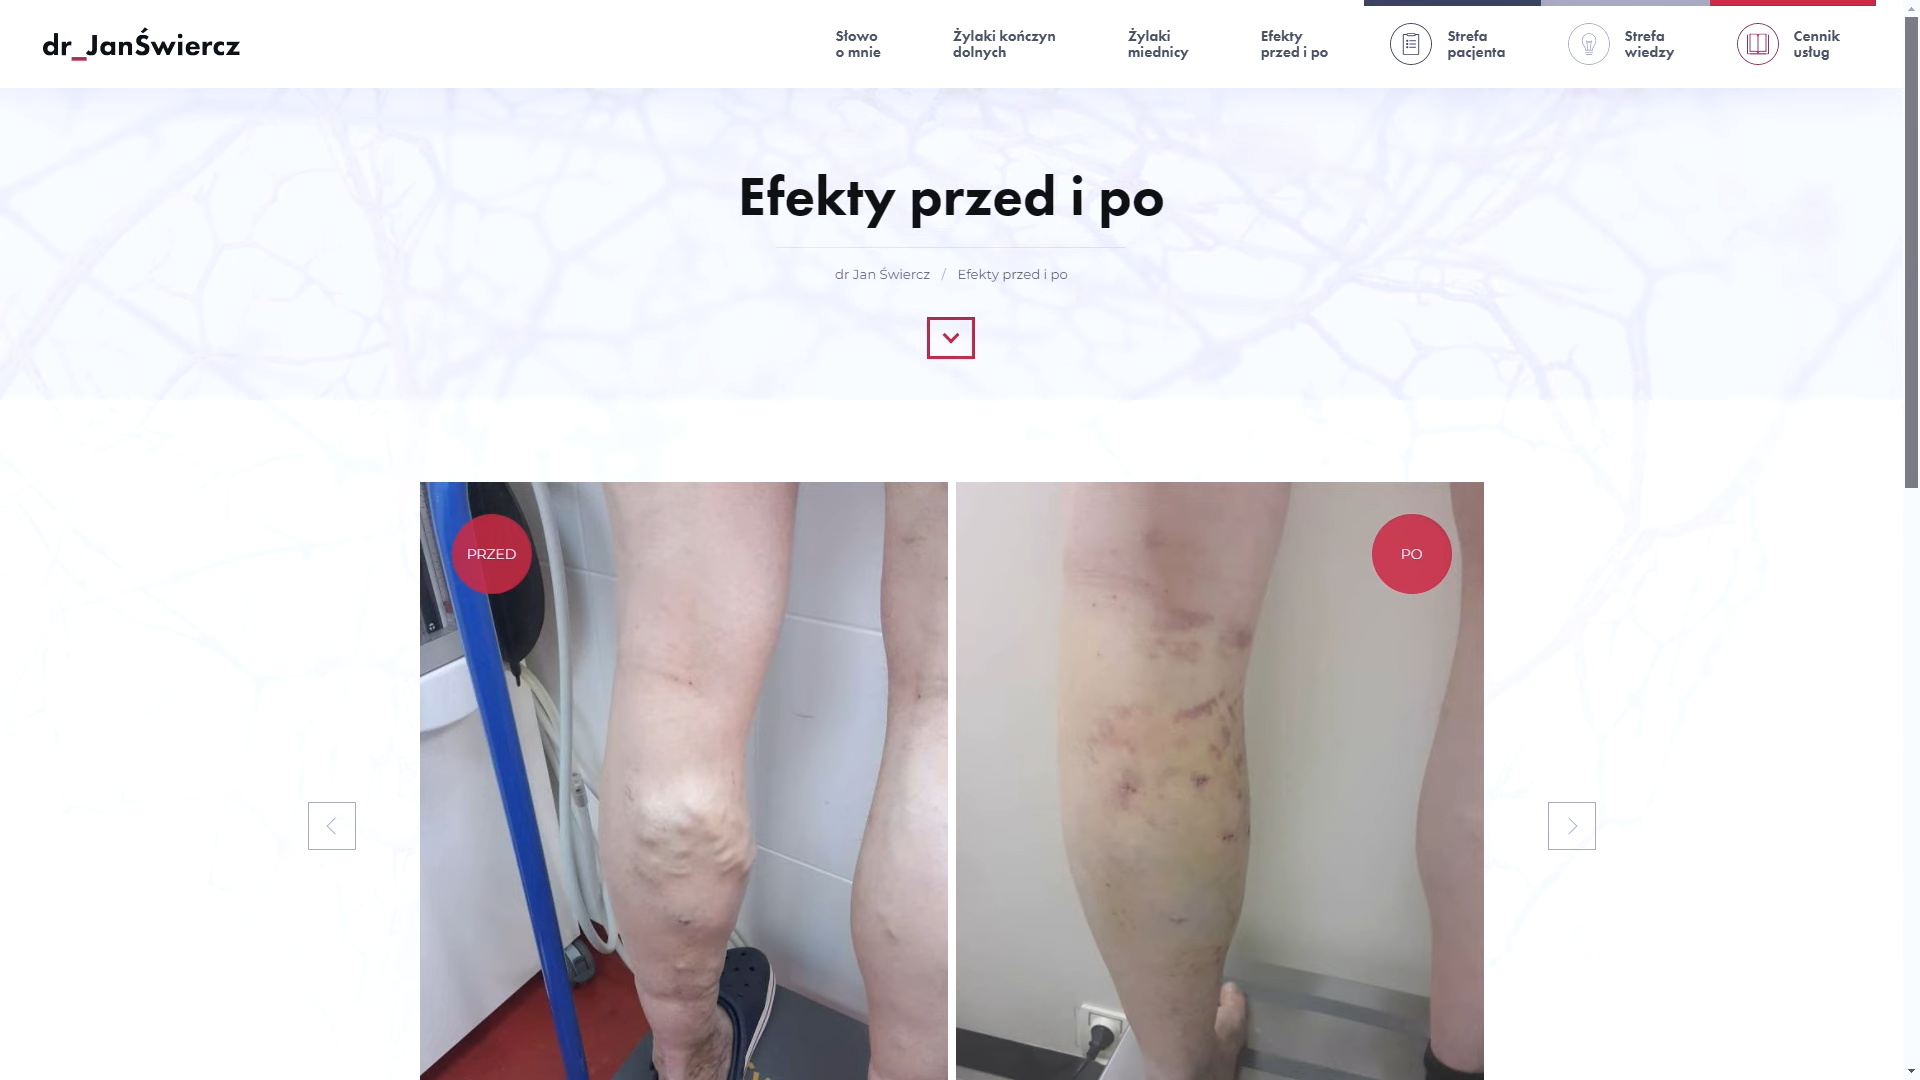 dr_JanŚwiercz
Słowo
o mnie
Żylaki kończyn
dolnych
Żylaki
miednicy
Efekty
przed i po
Strefa
pacjenta
Strefa
wiedzy
Cennik
usług
Efekty przed i po
dr Jan Świercz / Efekty przed i po
PRZED
PO